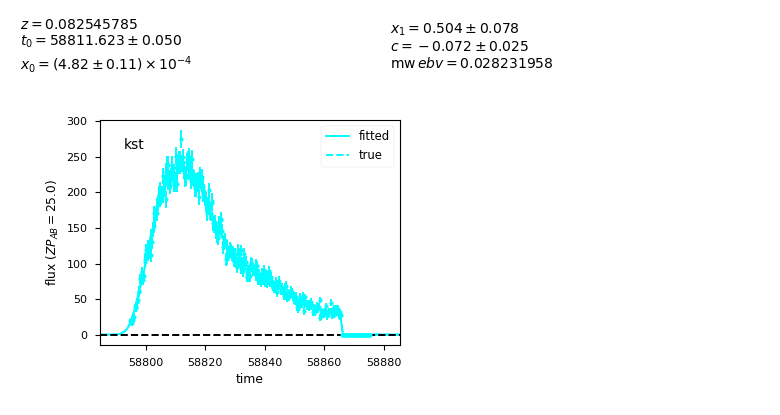 z = 0.082545785
t₀ = 58811.623 ± 0.050
x₀ = (4.82 ± 0.11) × 10⁻⁴
x₁ = 0.504 ± 0.078
c = −0.072 ± 0.025
mw ebv = 0.028231958
kst
fitted
true
300
250
200
150
100
50
0
flux (ZP_AB = 25.0)
58800 58820 58840 58860 58880
time